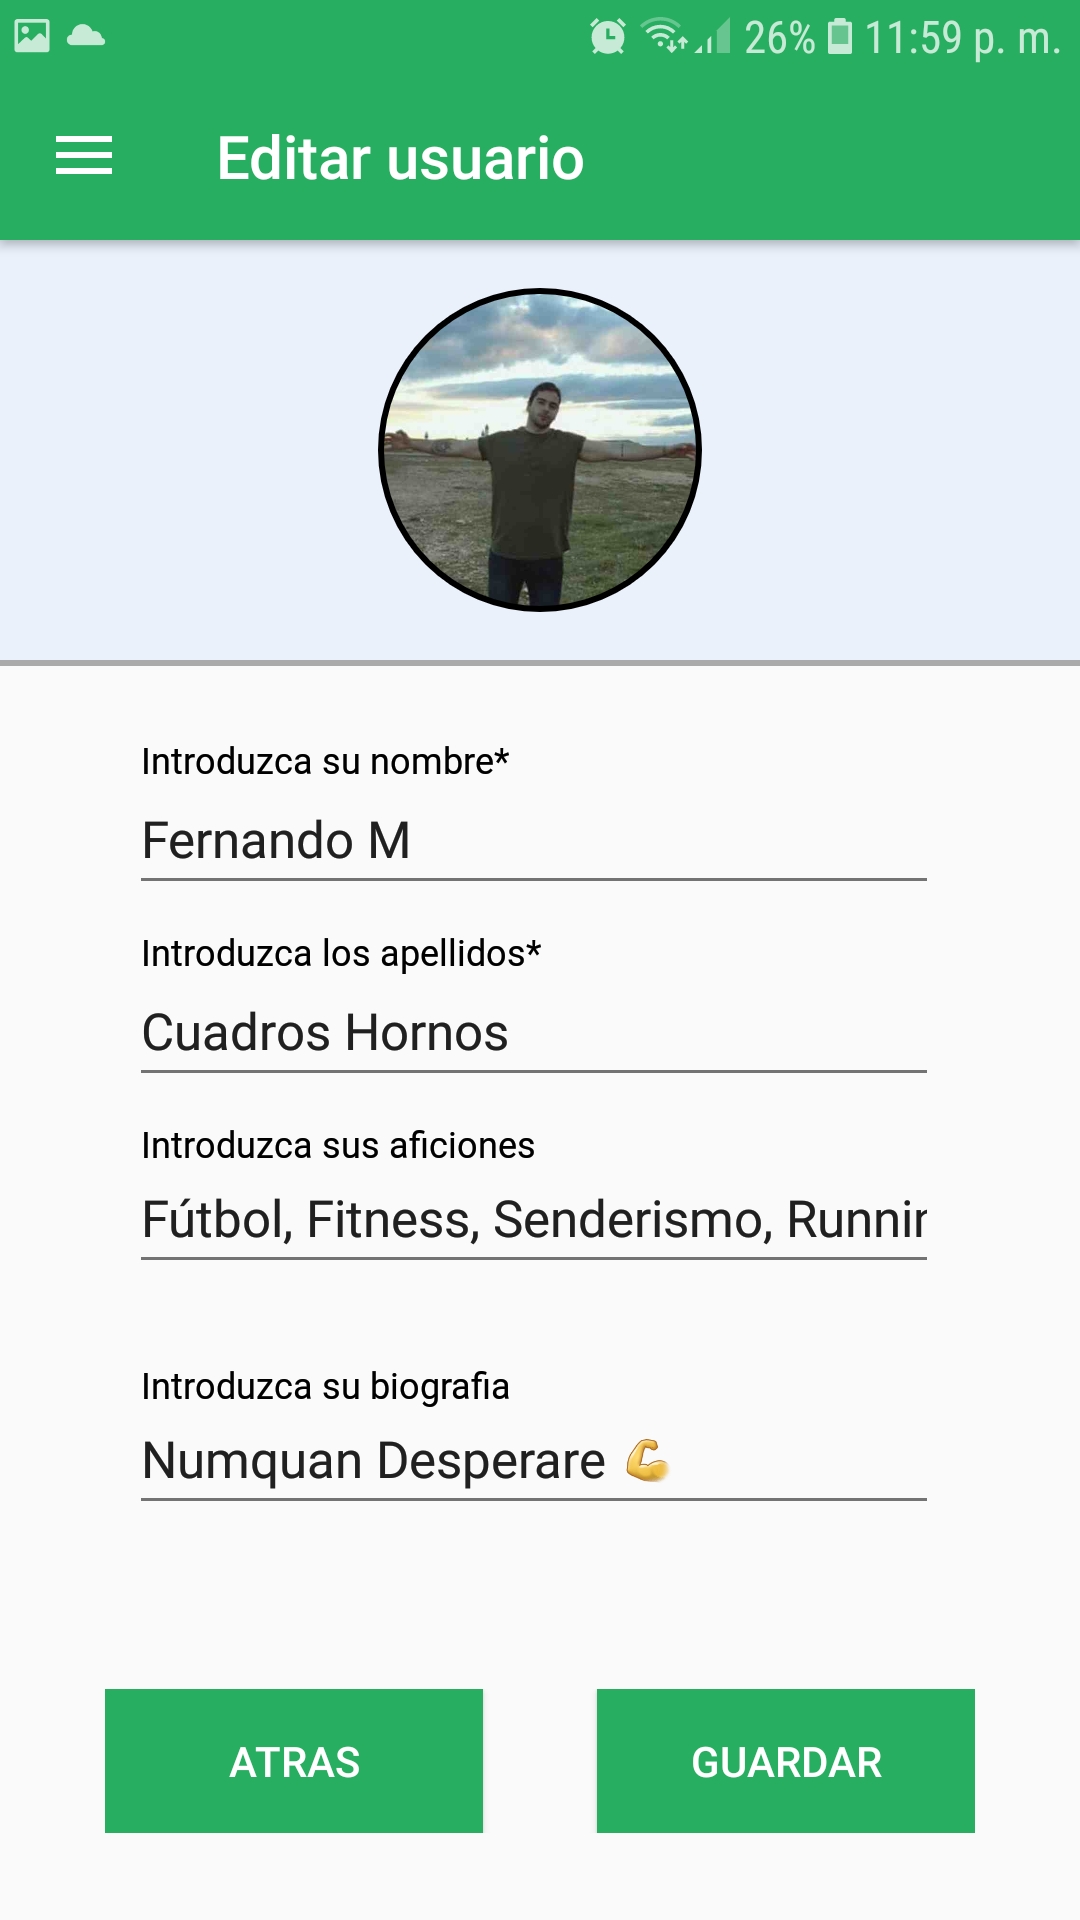 26% 11:59 p. m.
Editar usuario
Introduzca su nombre*
Fernando M
Introduzca los apellidos*
Cuadros Hornos
Introduzca sus aficiones
Fútbol, Fitness, Senderismo, Runnin
Introduzca su biografia
Numquan Desperare 💪
ATRAS GUARDAR